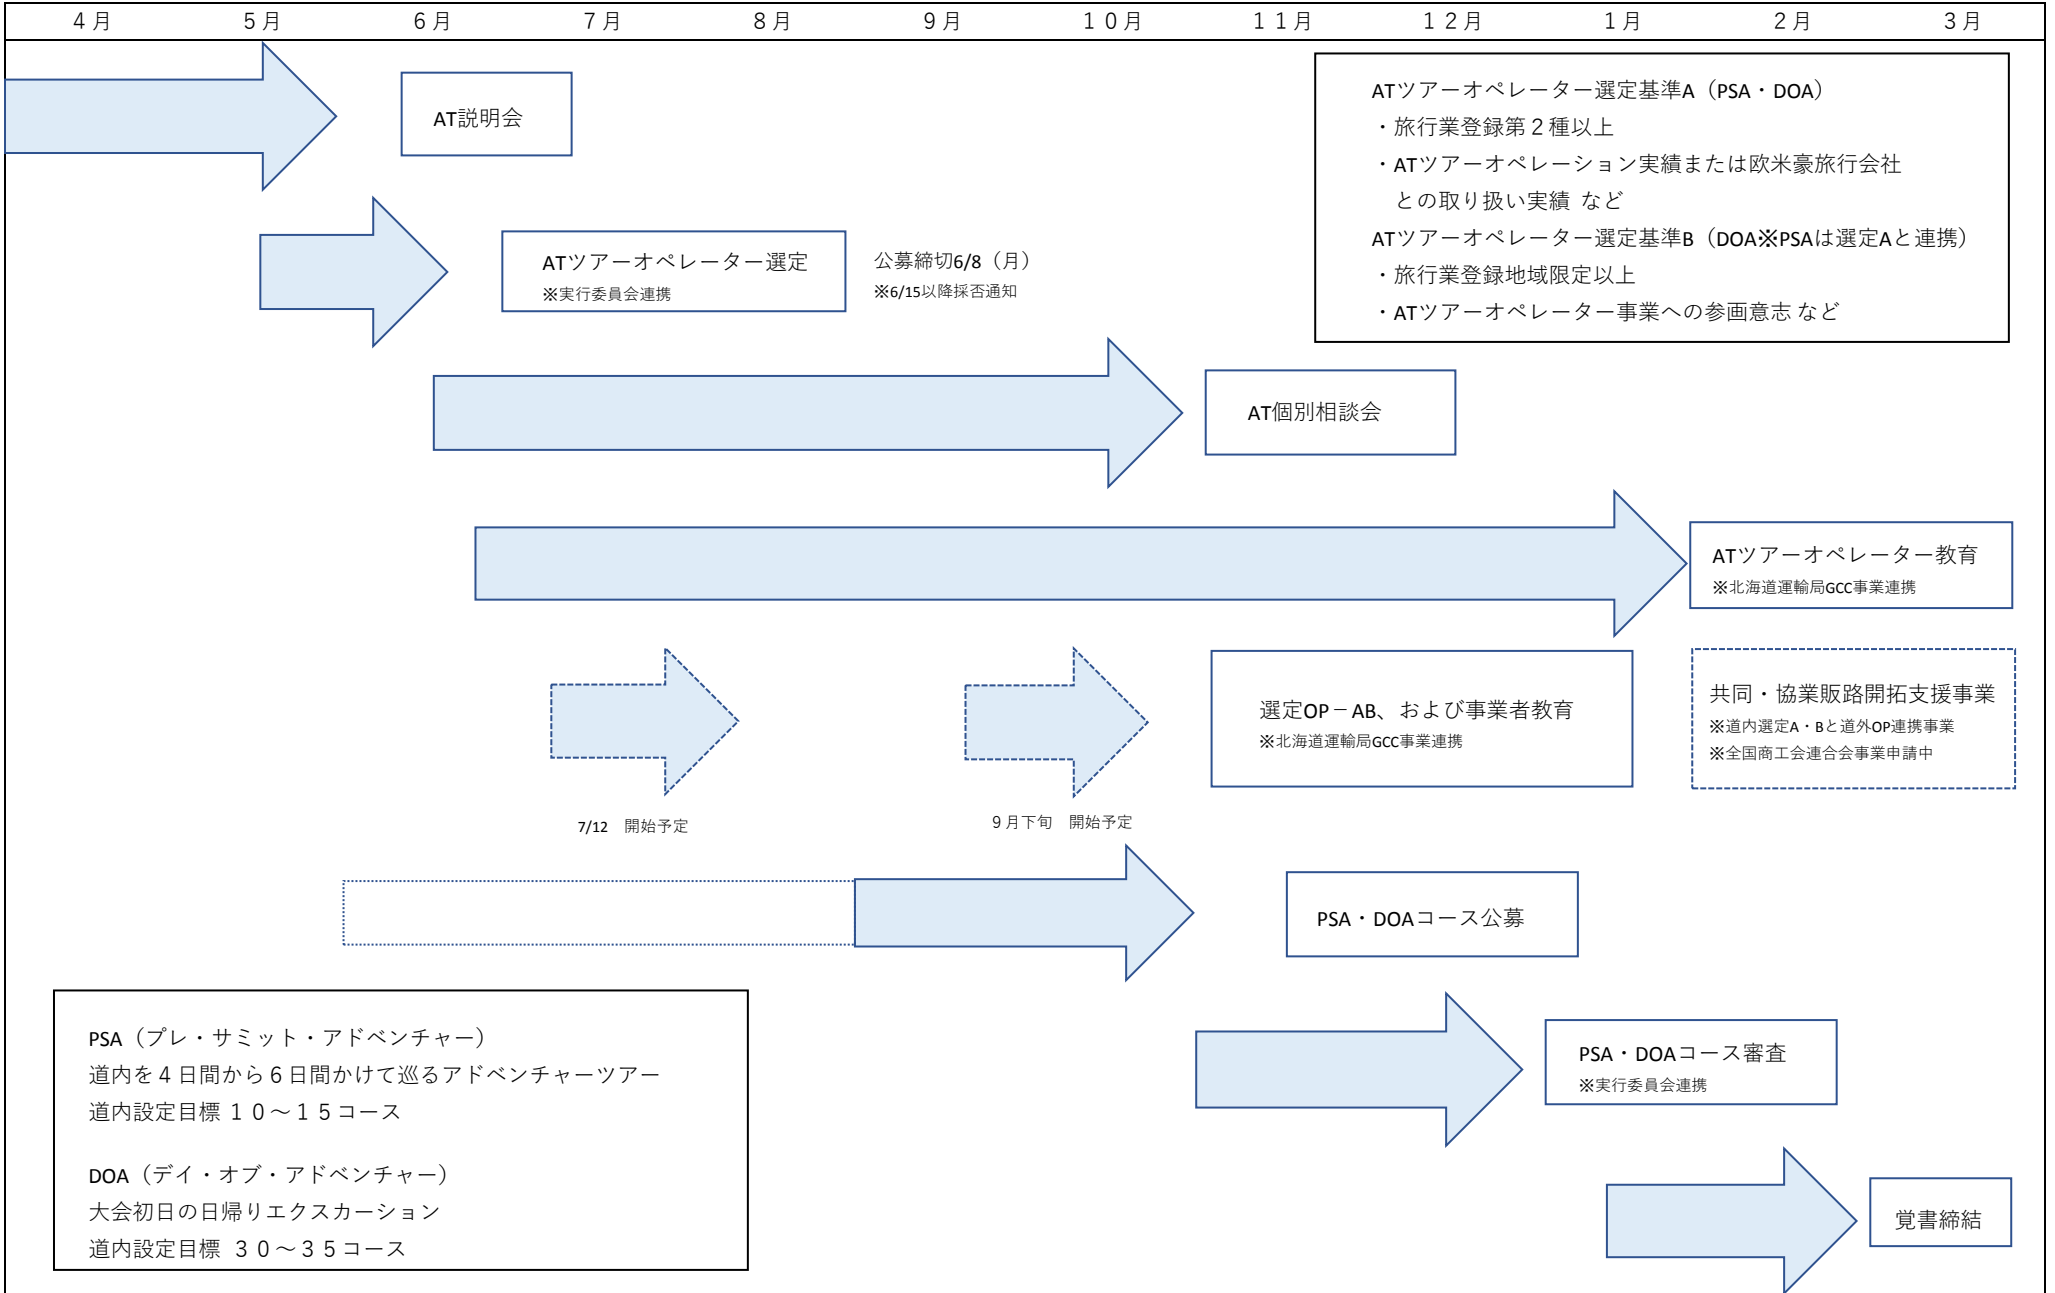 ４月 ５月 ６月 ７月 ８月 ９月 １０月 １１月 １２月 １月 ２月 ３月
AT説明会
ATツアーオペレーター選定基準A（PSA・DOA）
・旅行業登録第２種以上
・ATツアーオペレーション実績または欧米豪旅行会社
との取り扱い実績 など
ATツアーオペレーター選定基準B（DOA※PSAは選定Aと連携）
・旅行業登録地域限定以上
・ATツアーオペレーター事業への参画意志 など
ATツアーオペレーター選定
※実行委員会連携
公募締切6/8（月）
※6/15以降採否通知
AT個別相談会
ATツアーオペレーター教育
※北海道運輸局GCC事業連携
選定OP－AB、および事業者教育
※北海道運輸局GCC事業連携
共同・協業販路開拓支援事業
※道内選定A・Bと道外OP連携事業
※全国商工会連合会事業申請中
7/12　開始予定
９月下旬　開始予定
PSA・DOAコース公募
PSA・DOAコース審査
※実行委員会連携
PSA（プレ・サミット・アドベンチャー）
道内を４日間から６日間かけて巡るアドベンチャーツアー
道内設定目標 １０～１５コース
DOA（デイ・オブ・アドベンチャー）
大会初日の日帰りエクスカーション
道内設定目標 ３０～３５コース
覚書締結